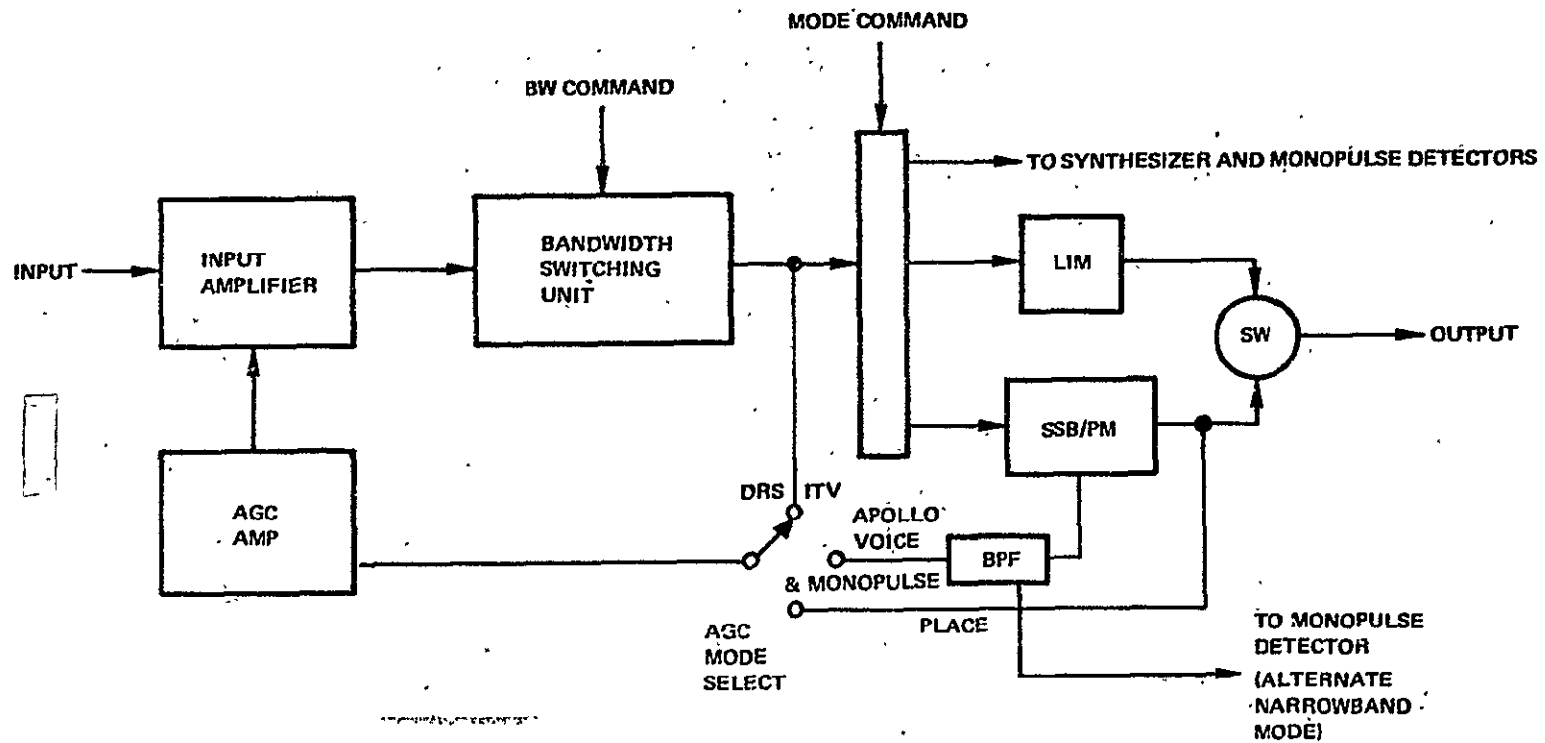 MODE COMMAND
BW COMMAND
TO SYNTHESIZER AND MONOPULSE DETECTORS
INPUT
INPUT
AMPLIFIER
BANDWIDTH
SWITCHING
UNIT
LIM
SW
OUTPUT
SSB/PM
AGC
AMP
DRS ITV
APOLLO
VOICE
& MONOPULSE
BPF
PLACE
AGC
MODE
SELECT
TO MONOPULSE
DETECTOR
(ALTERNATE
NARROWBAND
MODE)